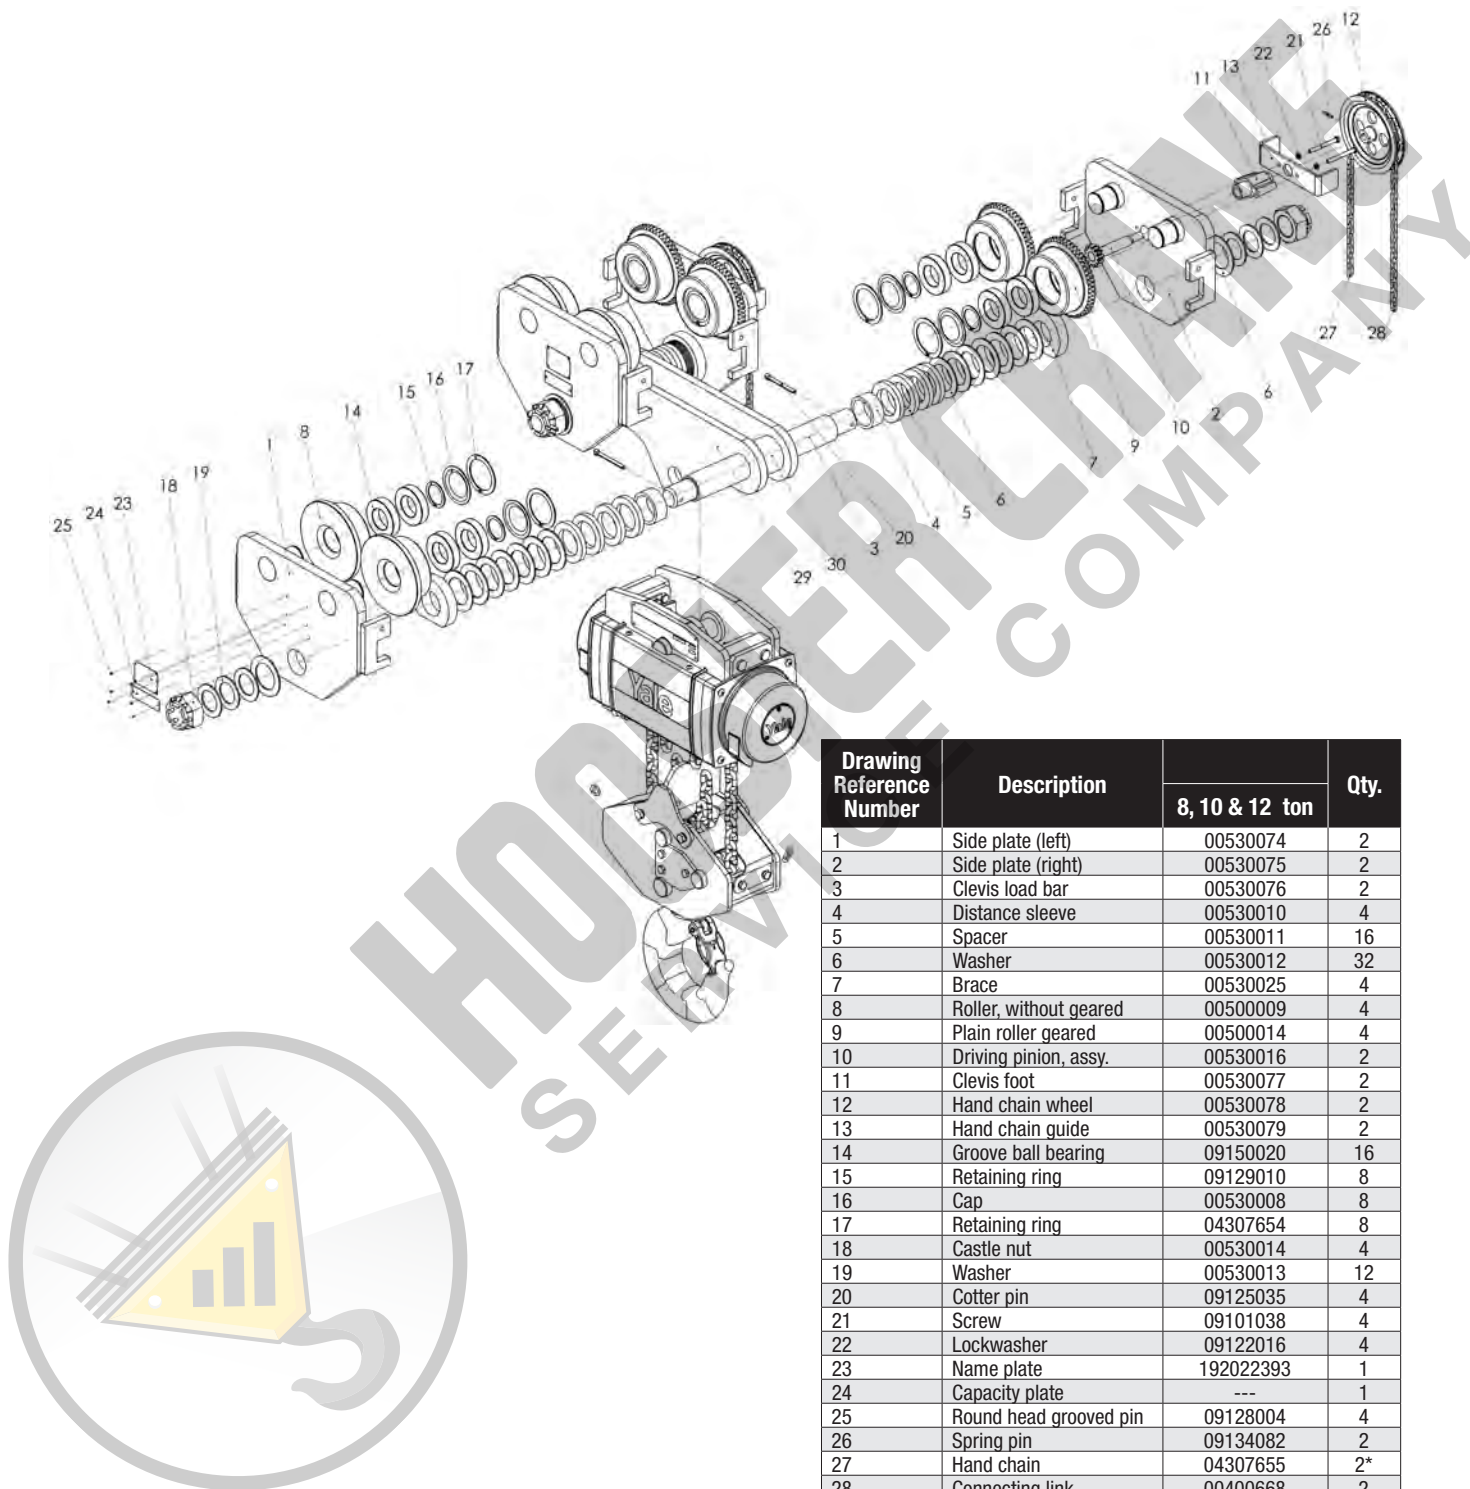 12
26
21
22
13
11
27
28
6
2
10
9
7
6
5
4
20
3
30
29
17
16
15
14
8
1
19
18
23
24
25
Yale
Yale
HOOSIER CRANE
SERVICE COMPANY
Drawing Reference Number Description 8, 10 & 12 ton Qty.
1 Side plate (left) 00530074 2
2 Side plate (right) 00530075 2
3 Clevis load bar 00530076 2
4 Distance sleeve 00530010 4
5 Spacer 00530011 16
6 Washer 00530012 32
7 Brace 00530025 4
8 Roller, without geared 00500009 4
9 Plain roller geared 00500014 4
10 Driving pinion, assy. 00530016 2
11 Clevis foot 00530077 2
12 Hand chain wheel 00530078 2
13 Hand chain guide 00530079 2
14 Groove ball bearing 09150020 16
15 Retaining ring 09129010 8
16 Cap 00530008 8
17 Retaining ring 04307654 8
18 Castle nut 00530014 4
19 Washer 00530013 12
20 Cotter pin 09125035 4
21 Screw 09101038 4
22 Lockwasher 09122016 4
23 Name plate 192022393 1
24 Capacity plate --- 1
25 Round head grooved pin 09128004 4
26 Spring pin 09134082 2
27 Hand chain 04307655 2*
28 Connecting link 00400668 2